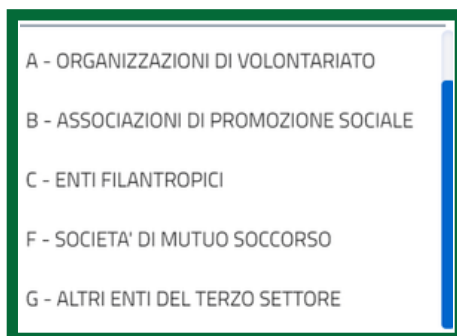 A - ORGANIZZAZIONI DI VOLONTARIATO
B - ASSOCIAZIONI DI PROMOZIONE SOCIALE
C - ENTI FILANTROPICI
F - SOCIETA' DI MUTUO SOCCORSO
G - ALTRI ENTI DEL TERZO SETTORE